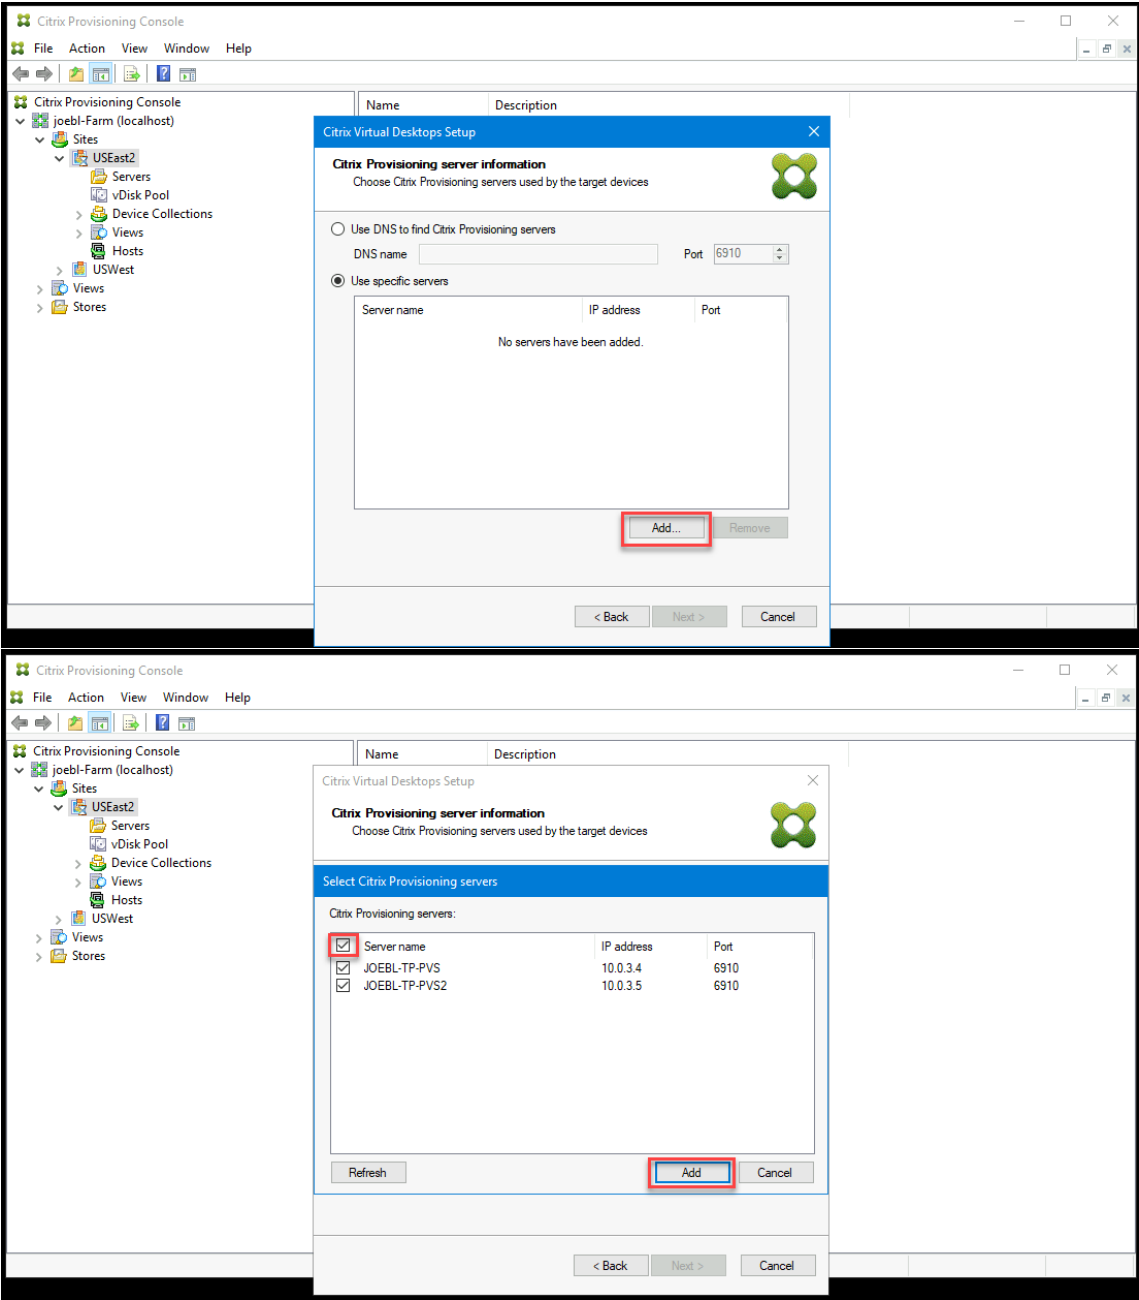 Citrix Provisioning Console
File Action View Window Help
Citrix Provisioning Console
joebl-Farm (localhost)
Sites
USEast2
Servers
vDisk Pool
Device Collections
Views
Hosts
USWest
Views
Stores
Name Description
Citrix Virtual Desktops Setup
Citrix Provisioning server information
Choose Citrix Provisioning servers used by the target devices
Use DNS to find Citrix Provisioning servers
DNS name Port 6910
Use specific servers
Server name IP address Port
No servers have been added.
Add... Remove
< Back Next > Cancel
Citrix Provisioning Console
File Action View Window Help
Citrix Provisioning Console
joebl-Farm (localhost)
Sites
USEast2
Servers
vDisk Pool
Device Collections
Views
Hosts
USWest
Views
Stores
Name Description
Citrix Virtual Desktops Setup
Citrix Provisioning server information
Choose Citrix Provisioning servers used by the target devices
Select Citrix Provisioning servers
Citrix Provisioning servers:
Server name IP address Port
JOEBL-TP-PVS 10.0.3.4 6910
JOEBL-TP-PVS2 10.0.3.5 6910
Refresh Add Cancel
< Back Next > Cancel